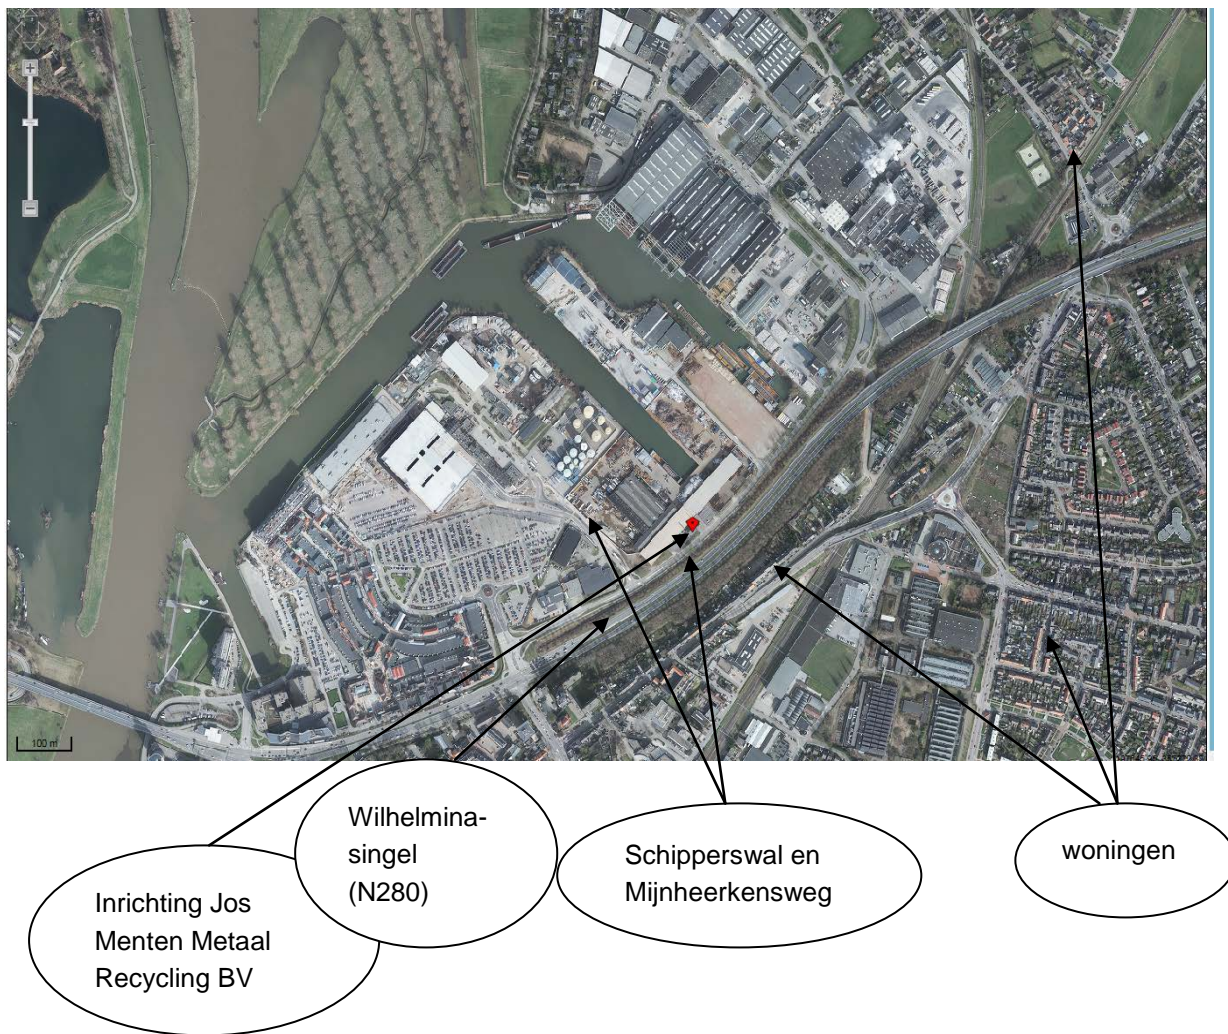 +
−
100 m
Wilhelmina-
singel
(N280)
Schipperswal en
Mijnheerkensweg
woningen
Inrichting Jos
Menten Metaal
Recycling BV